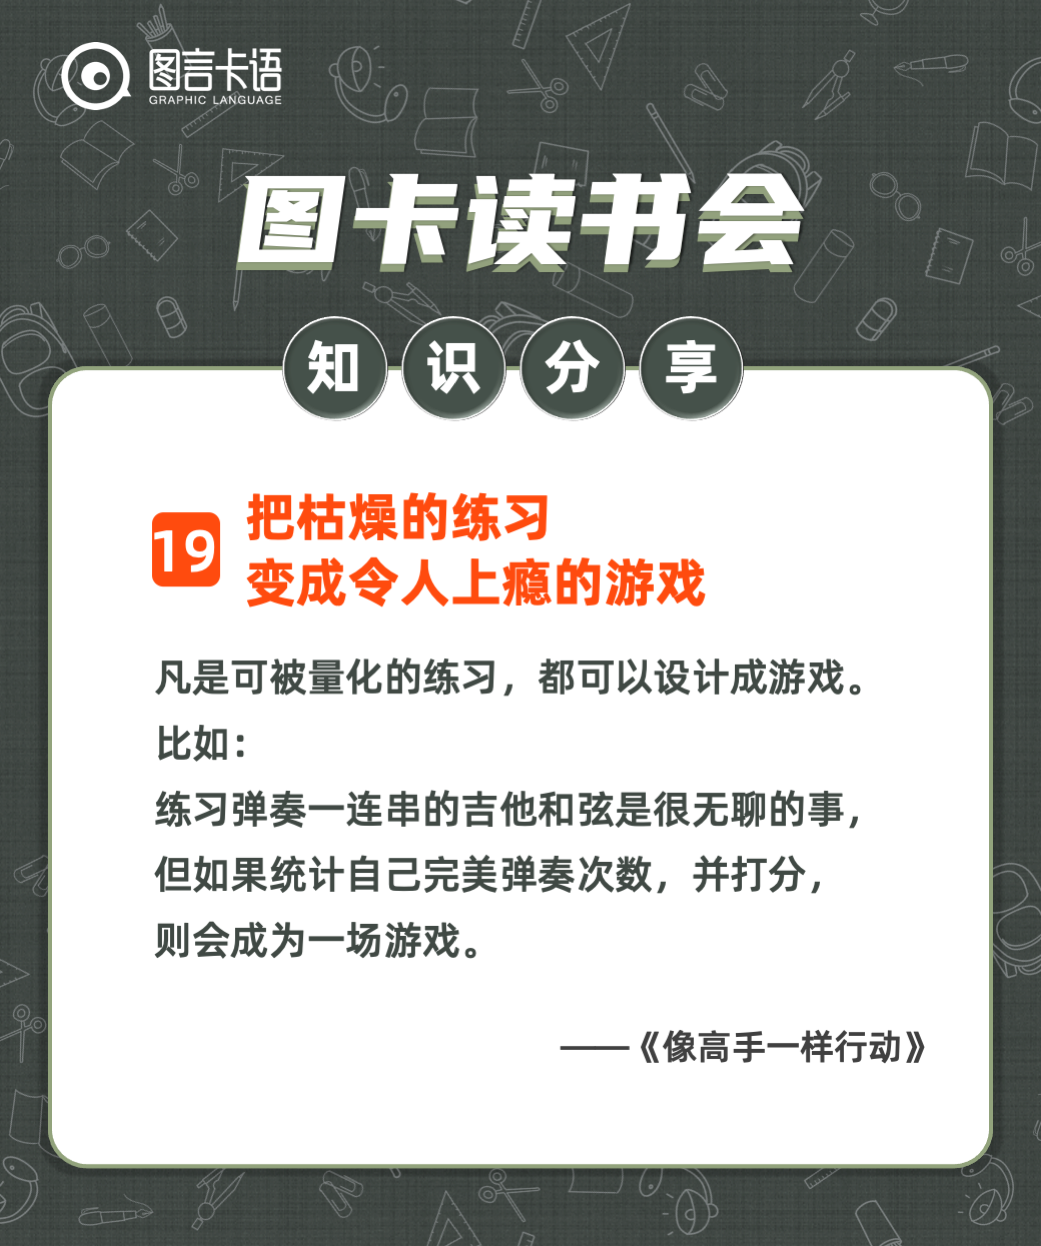 图言卡语
GRAPHIC LANGUAGE
图卡读书会
知识分享
19
把枯燥的练习
变成令人上瘾的游戏
凡是可被量化的练习，都可以设计成游戏。
比如：
练习弹奏一连串的吉他和弦是很无聊的事，
但如果统计自己完美弹奏次数，并打分，
则会成为一场游戏。
——《像高手一样行动》